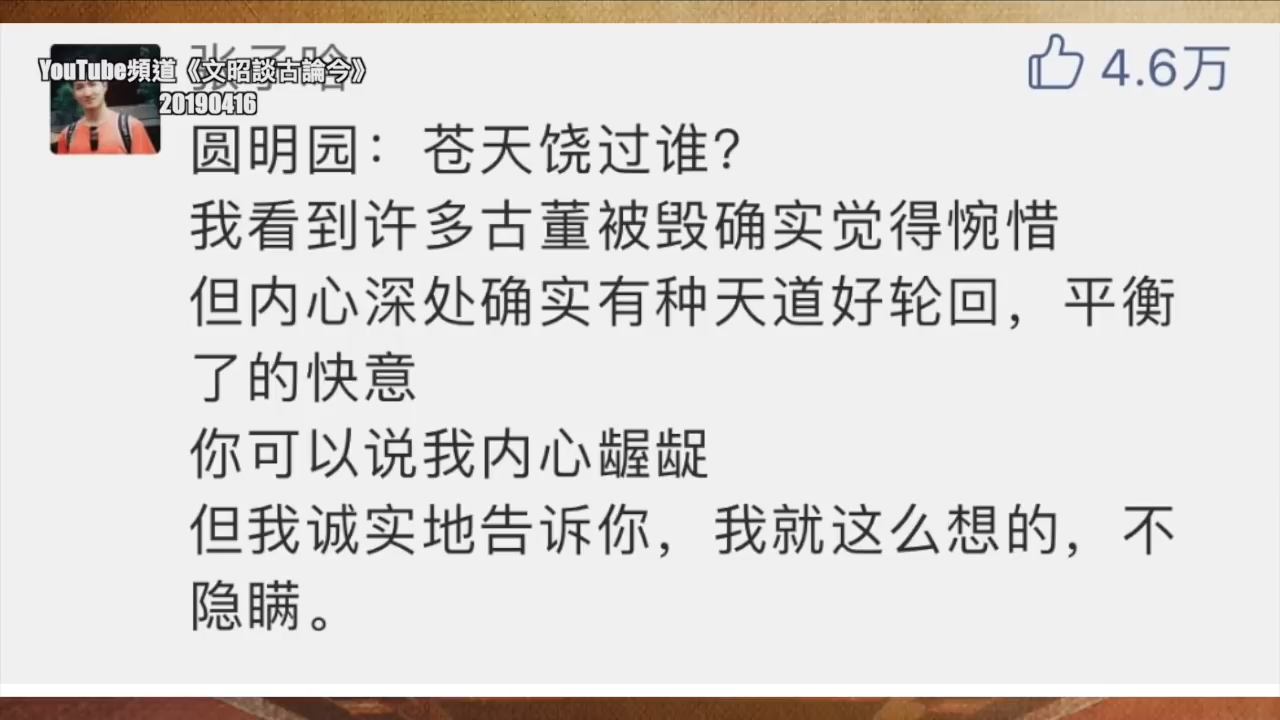 YouTube頻道《文昭談古論今》
20190416
4.6万
圆明园：苍天饶过谁？
我看到许多古董被毁确实觉得惋惜
但内心深处确实有种天道好轮回，平衡
了的快意
你可以说我内心龌龊
但我诚实地告诉你，我就这么想的，不
隐瞒。